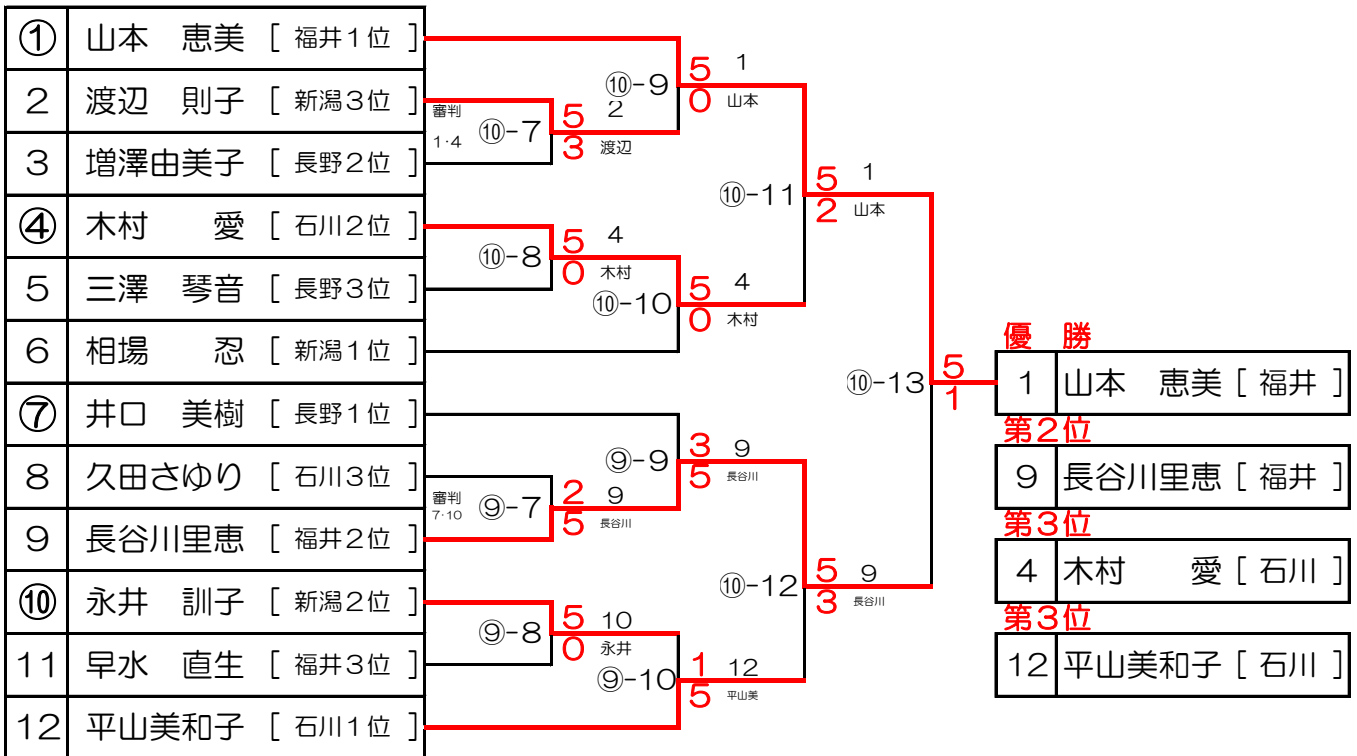 ① 山本　恵美 [ 福井1位 ]
2 渡辺　則子 [ 新潟3位 ]
3 増澤由美子 [ 長野2位 ]
④ 木村　　愛 [ 石川2位 ]
5 三澤　琴音 [ 長野3位 ]
6 相場　　忍 [ 新潟1位 ]
⑦ 井口　美樹 [ 長野1位 ]
8 久田さゆり [ 石川3位 ]
9 長谷川里恵 [ 福井2位 ]
⑩ 永井　訓子 [ 新潟2位 ]
11 早水　直生 [ 福井3位 ]
12 平山美和子 [ 石川1位 ]
審判
1・4
⑩-7
5 2
3 渡辺
⑩-8
5 4
0 木村
審判
7・10
⑨-7
2 9
5 長谷川
⑨-8
5 10
0 永井
⑩-9
5 1
0 山本
⑩-10
5 4
0 木村
⑨-9
3 9
5 長谷川
⑨-10
1 12
5 平山美
⑩-11
5 1
2 山本
⑩-12
5 9
3 長谷川
⑩-13
5
1
優　勝
1 山本　恵美 [ 福井 ]
第2位
9 長谷川里恵 [ 福井 ]
第3位
4 木村　　愛 [ 石川 ]
第3位
12 平山美和子 [ 石川 ]